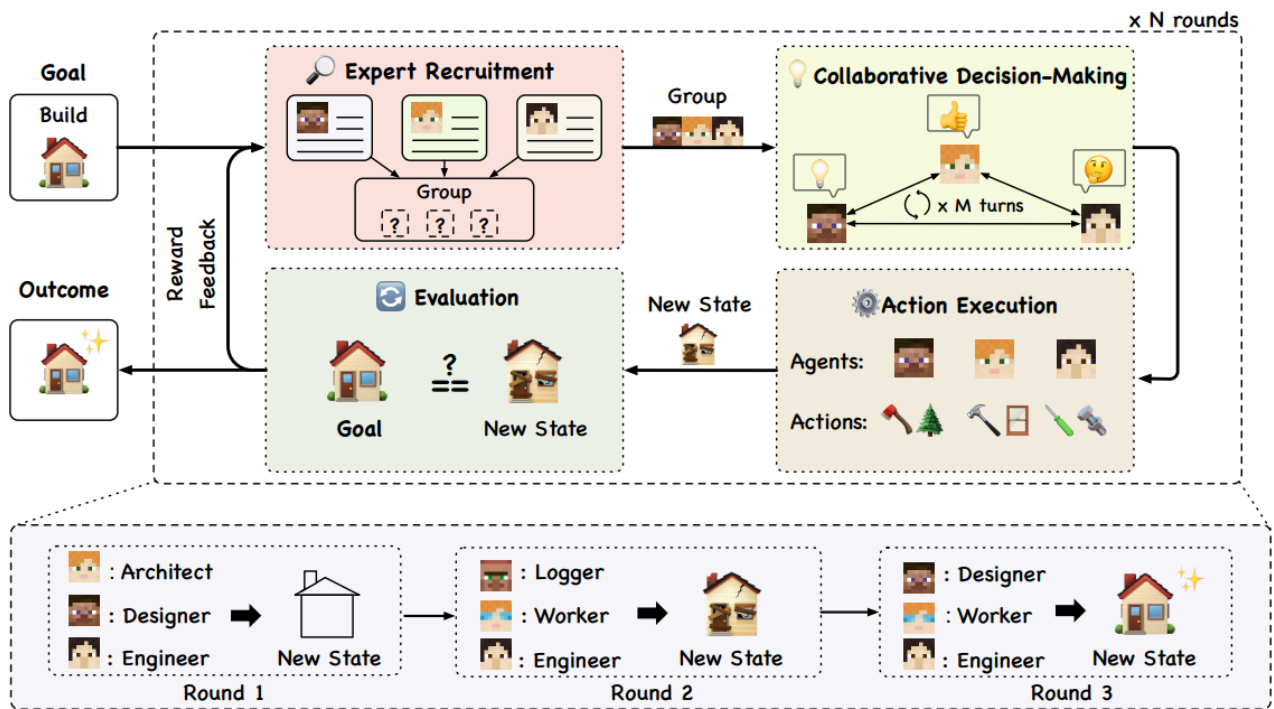 x N rounds
Goal
Build
Expert Recruitment
Group
? ? ?
Group
Collaborative Decision-Making
x M turns
Reward
Feedback
Outcome
Evaluation
?
==
Goal
New State
New State
Action Execution
Agents:
Actions:
: Architect
: Designer
: Engineer
New State
Round 1
: Logger
: Worker
: Engineer
New State
Round 2
: Designer
: Worker
: Engineer
New State
Round 3